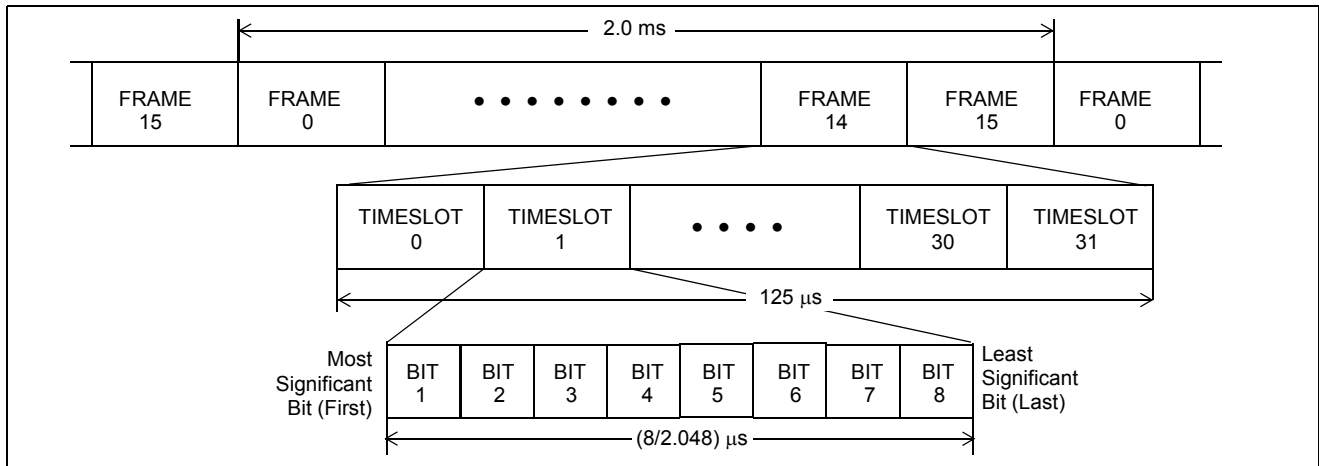 2.0 ms
FRAME 15
FRAME 0
FRAME 14
FRAME 15
FRAME 0
TIMESLOT 0
TIMESLOT 1
TIMESLOT 30
TIMESLOT 31
125 µs
Most Significant Bit (First)
BIT 1
BIT 2
BIT 3
BIT 4
BIT 5
BIT 6
BIT 7
BIT 8
Least Significant Bit (Last)
(8/2.048) µs